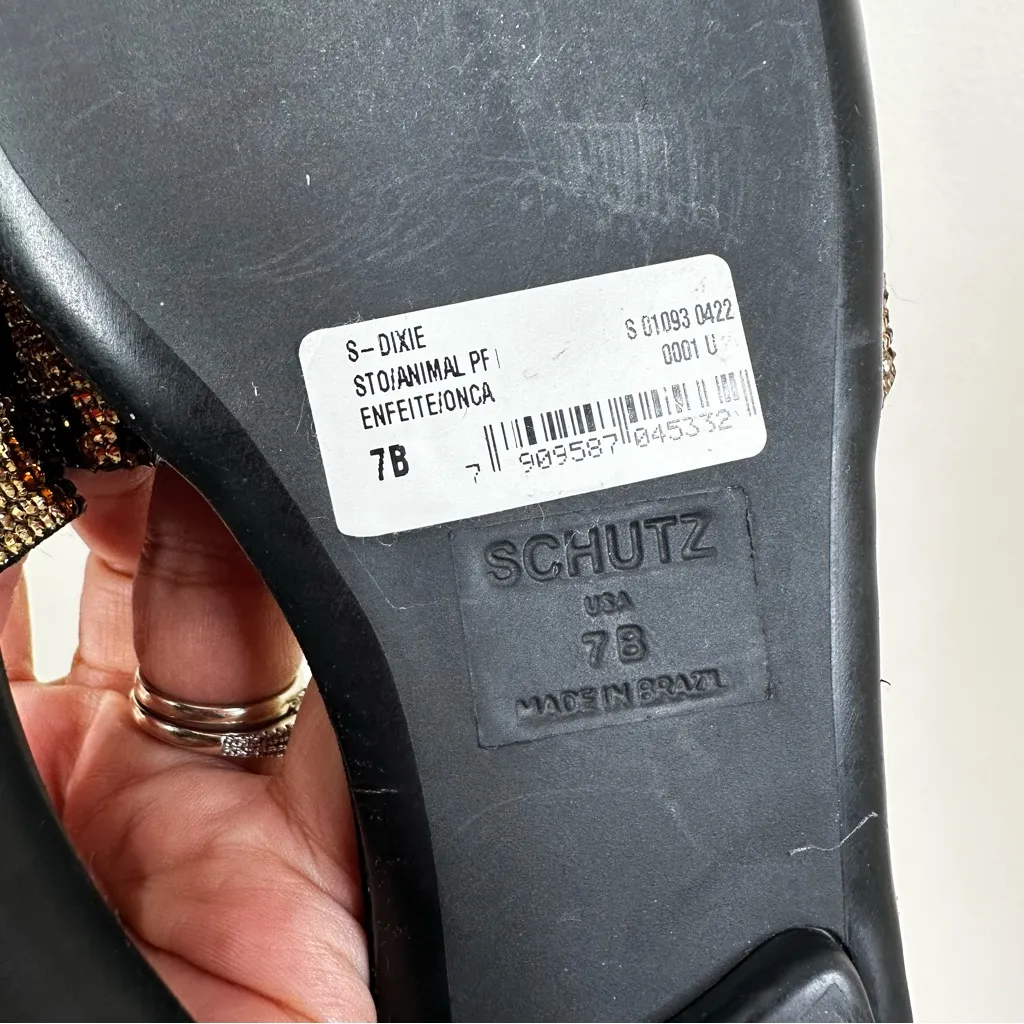 S-DIXIE
STO/ANIMAL PF
ENFEITE/ONCA
7B
S 01093 0422
0001 U
7 909587 045332
SCHUTZ
USA
7B
MADE IN BRAZIL